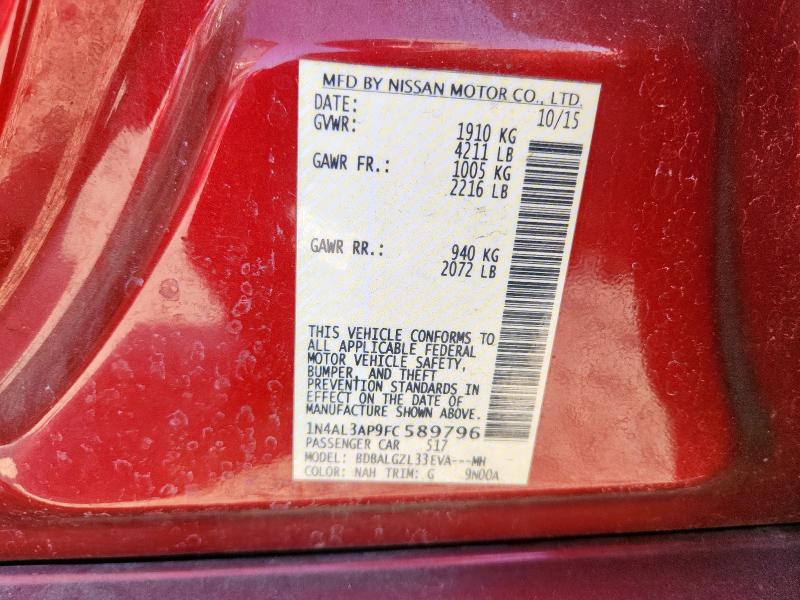 MFD BY NISSAN MOTOR CO., LTD.
DATE: 10/15
GVWR: 1910 KG
4211 LB
GAWR FR.: 1005 KG
2216 LB
GAWR RR.: 940 KG
2072 LB
THIS VEHICLE CONFORMS TO
ALL APPLICABLE FEDERAL
MOTOR VEHICLE SAFETY,
BUMPER, AND THEFT
PREVENTION STANDARDS IN
EFFECT ON THE DATE OF
MANUFACTURE SHOWN ABOVE.
1N4AL3AP9FC 589796
PASSENGER CAR 517
MODEL: BDBALGZL33EVA---MH
COLOR: NAH TRIM: G 9N00A